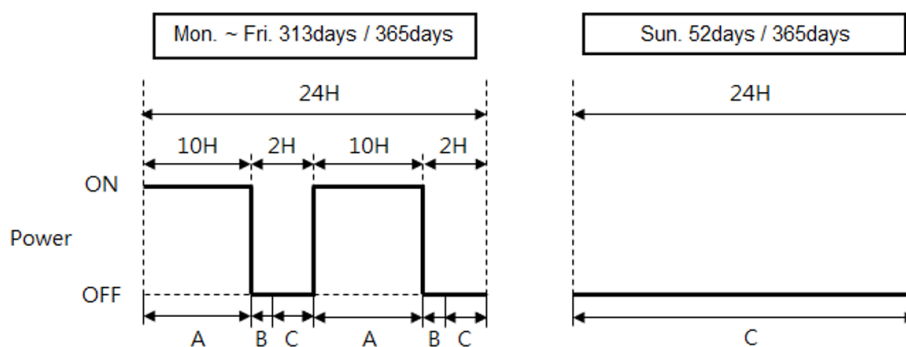 Mon. ~ Fri. 313days / 365days
Sun. 52days / 365days
24H
24H
10H 2H 10H 2H
ON
Power
OFF
A B C A B C
C